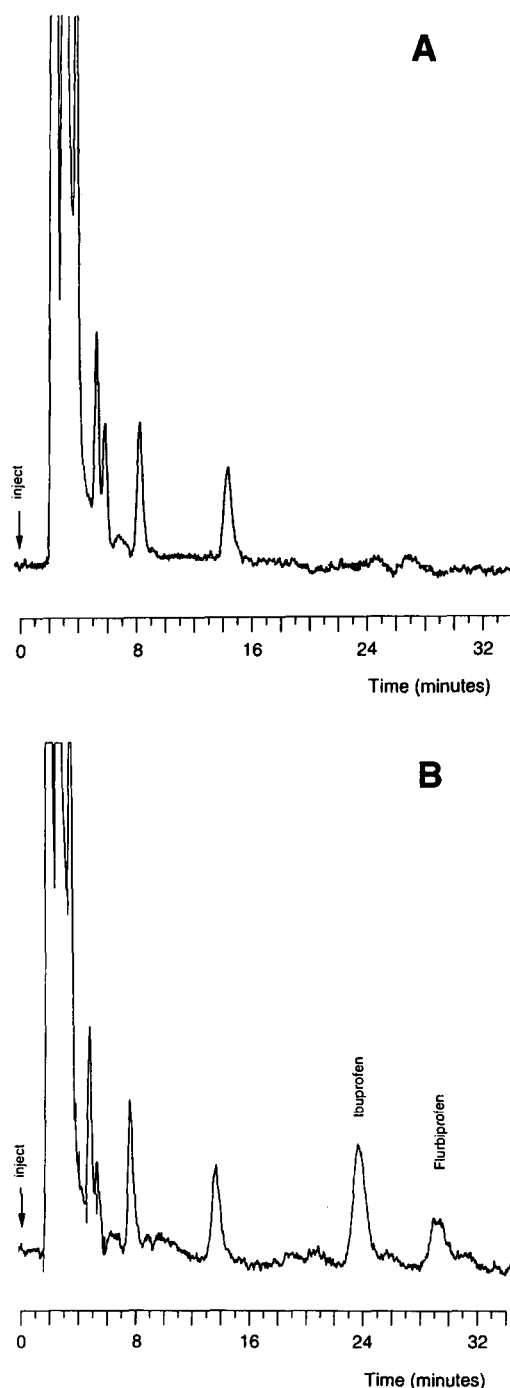 A
inject
0 8 16 24 32
Time (minutes)
B
Ibuprofen
Flurbiprofen
inject
0 8 16 24 32
Time (minutes)